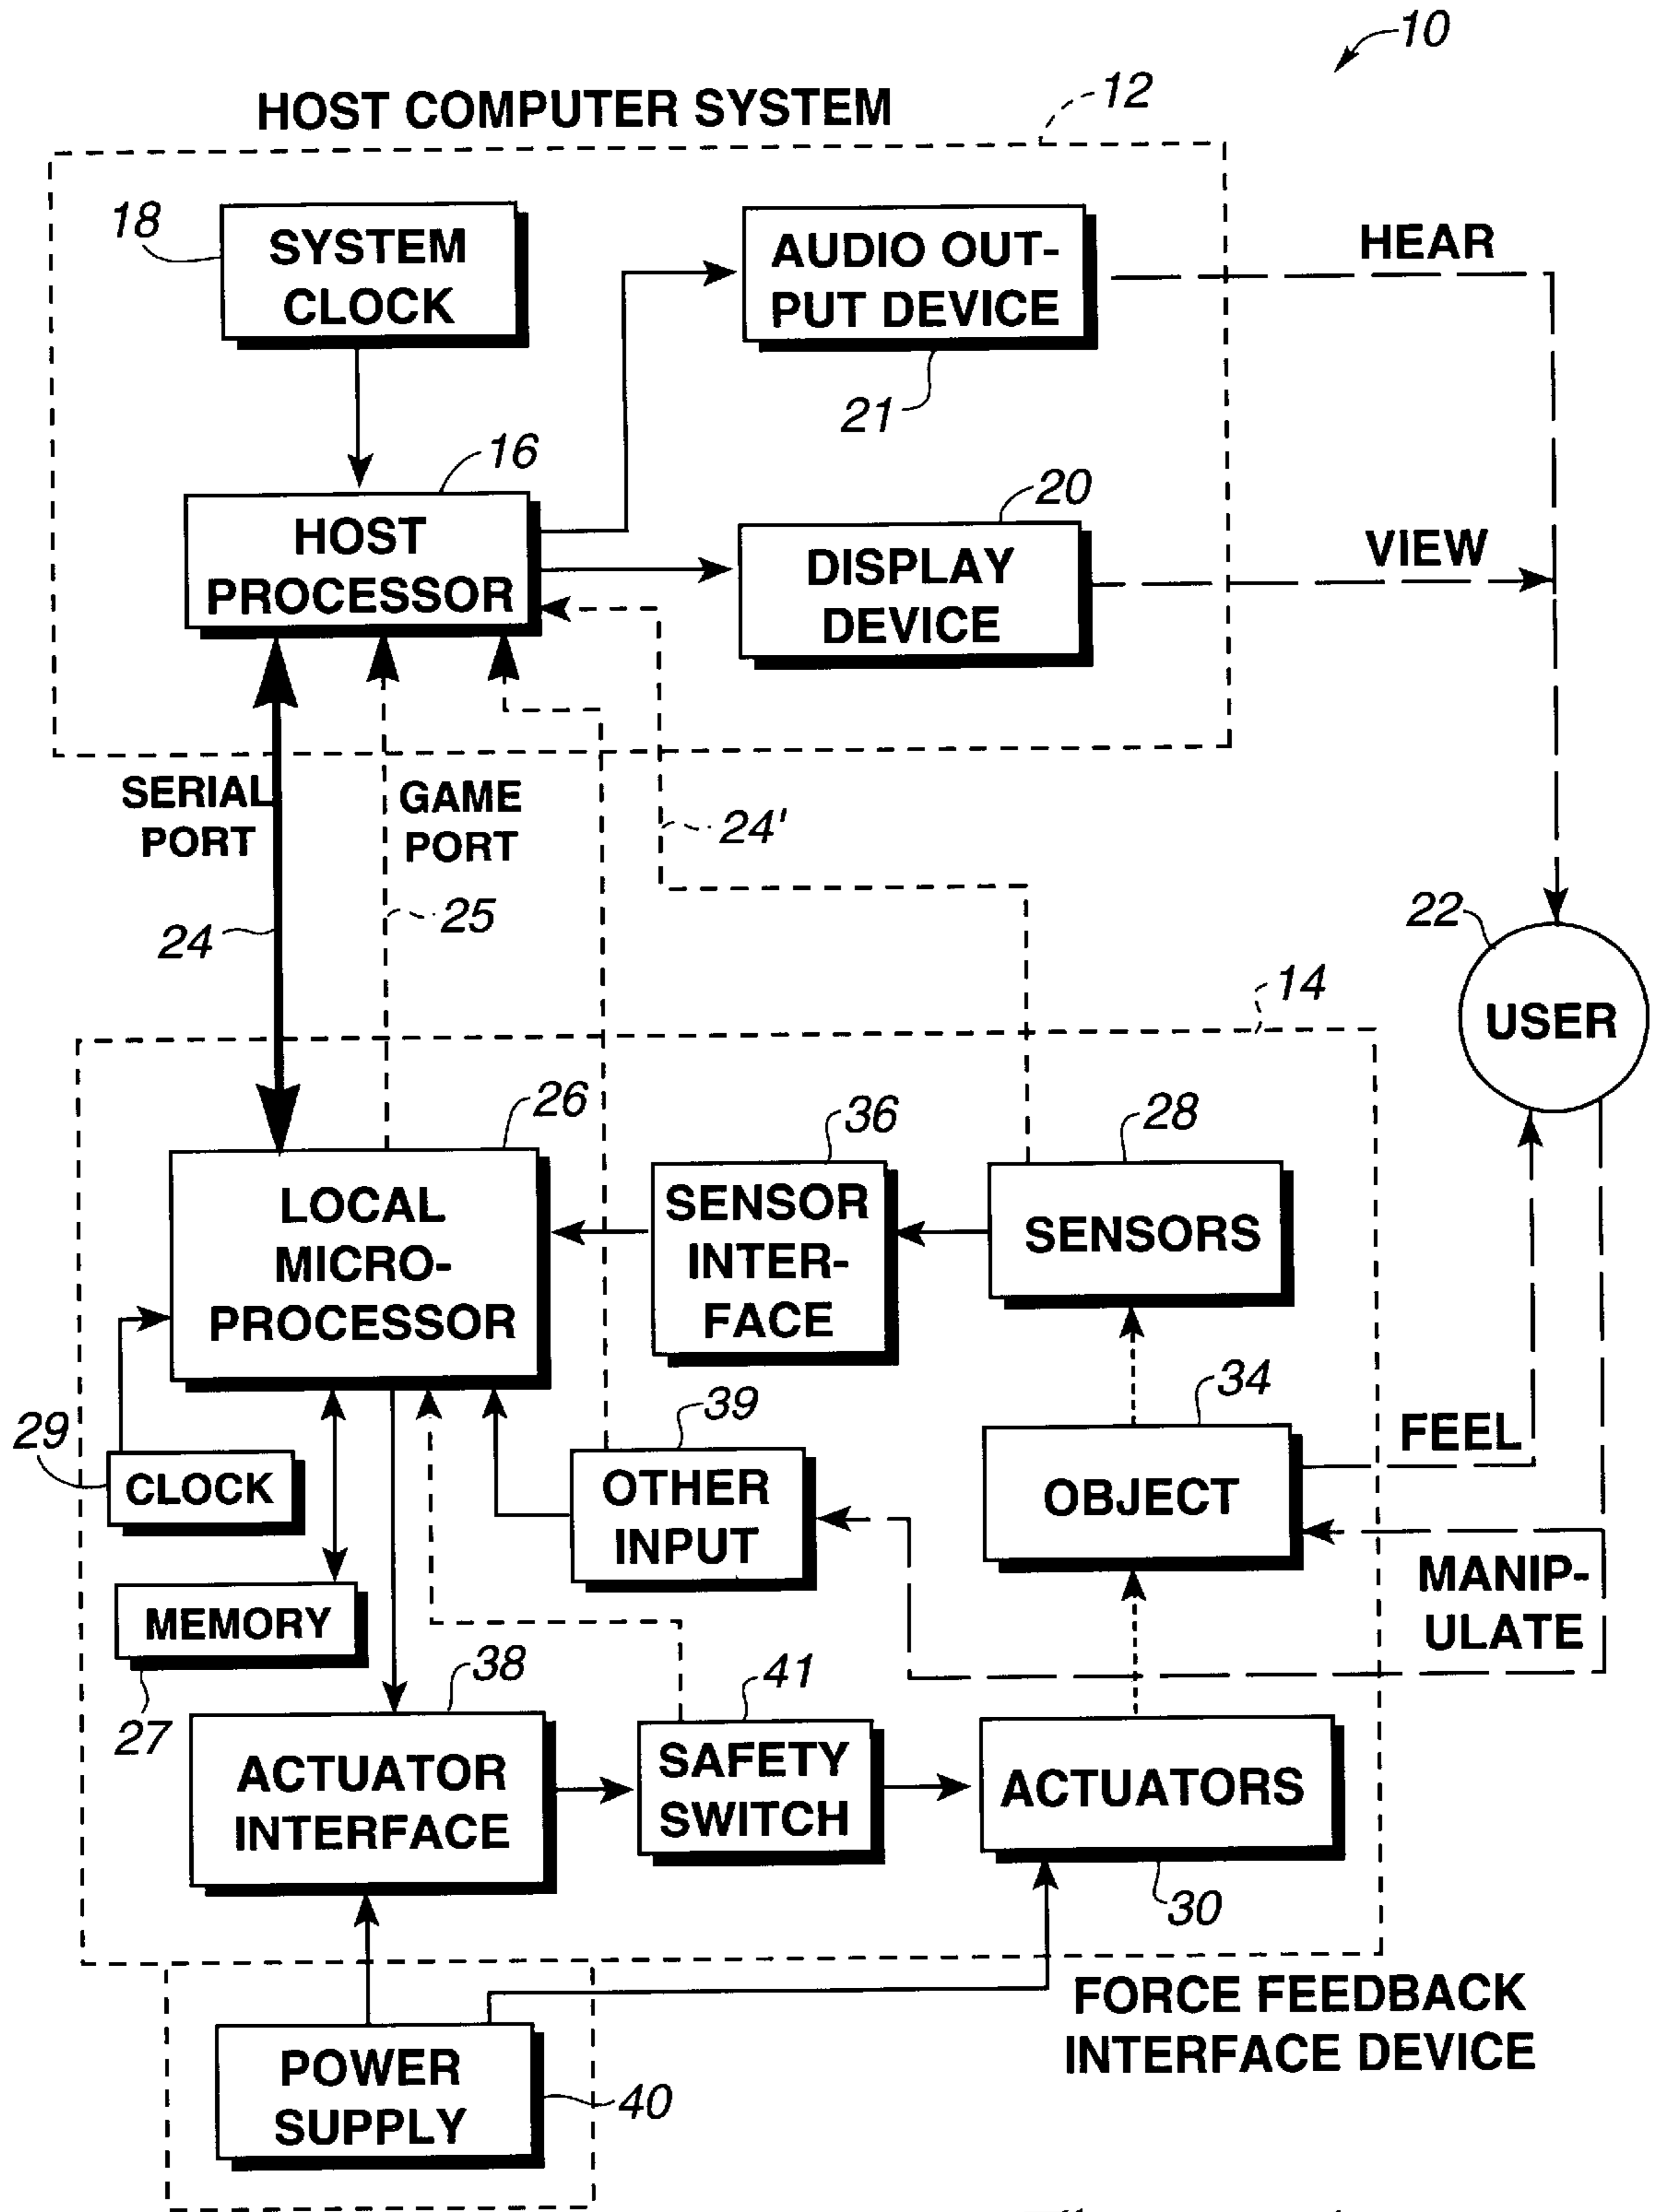 10
HOST COMPUTER SYSTEM
12
18
SYSTEM
CLOCK
AUDIO OUT-
PUT DEVICE
21
HEAR
16
HOST
PROCESSOR
20
DISPLAY
DEVICE
VIEW
SERIAL
PORT
GAME
PORT
24'
24
25
22
USER
14
26
LOCAL
MICRO-
PROCESSOR
36
SENSOR
INTER-
FACE
28
SENSORS
29
CLOCK
39
OTHER
INPUT
34
OBJECT
FEEL
MANIP-
ULATE
MEMORY
27
38
ACTUATOR
INTERFACE
41
SAFETY
SWITCH
ACTUATORS
30
FORCE FEEDBACK
INTERFACE DEVICE
POWER
SUPPLY
40